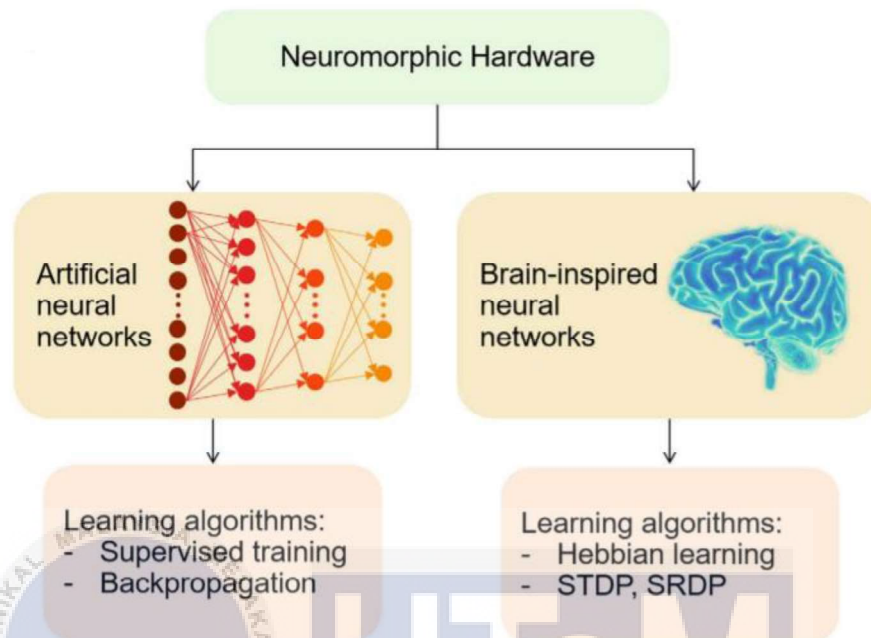 Neuromorphic Hardware
Artificial
neural
networks
Brain-inspired
neural
networks
Learning algorithms:
- Supervised training
- Backpropagation
Learning algorithms:
- Hebbian learning
- STDP, SRDP